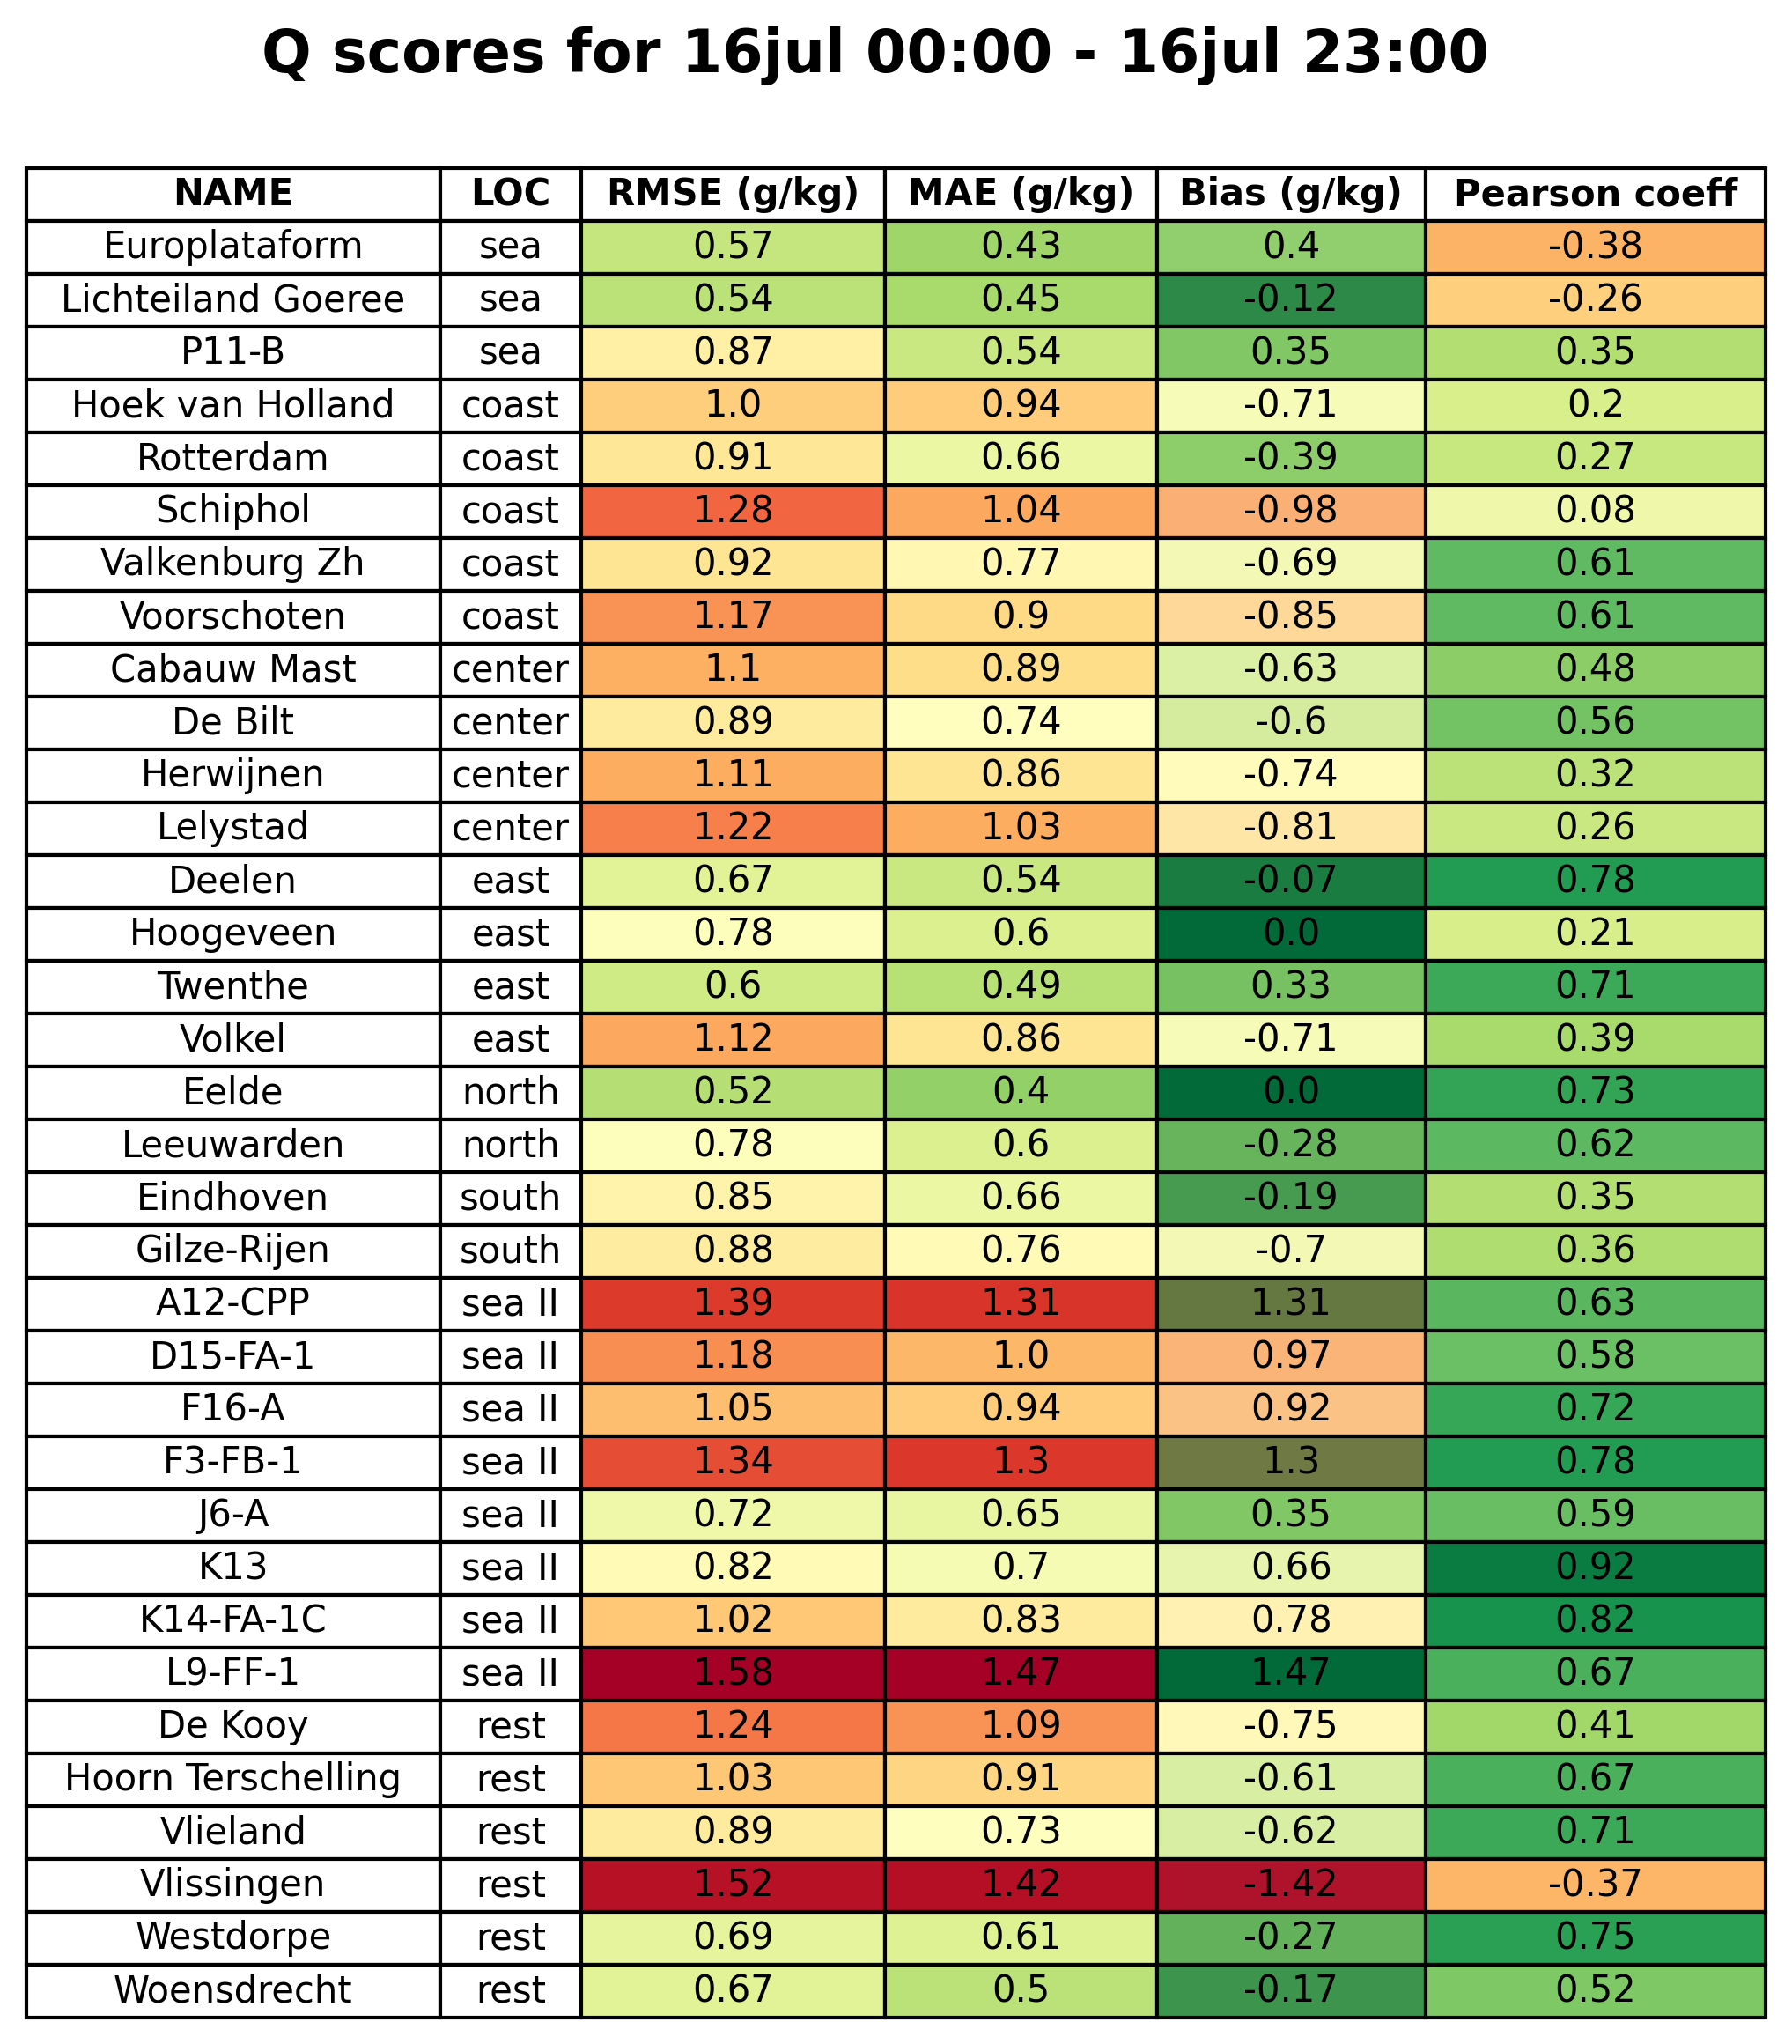 Q scores for 16jul 00:00 - 16jul 23:00
NAME LOC RMSE (g/kg) MAE (g/kg) Bias (g/kg) Pearson coeff
Europlataform sea 0.57 0.43 0.4 -0.38
Lichteiland Goeree sea 0.54 0.45 -0.12 -0.26
P11-B sea 0.87 0.54 0.35 0.35
Hoek van Holland coast 1.0 0.94 -0.71 0.2
Rotterdam coast 0.91 0.66 -0.39 0.27
Schiphol coast 1.28 1.04 -0.98 0.08
Valkenburg Zh coast 0.92 0.77 -0.69 0.61
Voorschoten coast 1.17 0.9 -0.85 0.61
Cabauw Mast center 1.1 0.89 -0.63 0.48
De Bilt center 0.89 0.74 -0.6 0.56
Herwijnen center 1.11 0.86 -0.74 0.32
Lelystad center 1.22 1.03 -0.81 0.26
Deelen east 0.67 0.54 -0.07 0.78
Hoogeveen east 0.78 0.6 0.0 0.21
Twenthe east 0.6 0.49 0.33 0.71
Volkel east 1.12 0.86 -0.71 0.39
Eelde north 0.52 0.4 0.0 0.73
Leeuwarden north 0.78 0.6 -0.28 0.62
Eindhoven south 0.85 0.66 -0.19 0.35
Gilze-Rijen south 0.88 0.76 -0.7 0.36
A12-CPP sea II 1.39 1.31 1.31 0.63
D15-FA-1 sea II 1.18 1.0 0.97 0.58
F16-A sea II 1.05 0.94 0.92 0.72
F3-FB-1 sea II 1.34 1.3 1.3 0.78
J6-A sea II 0.72 0.65 0.35 0.59
K13 sea II 0.82 0.7 0.66 0.92
K14-FA-1C sea II 1.02 0.83 0.78 0.82
L9-FF-1 sea II 1.58 1.47 1.47 0.67
De Kooy rest 1.24 1.09 -0.75 0.41
Hoorn Terschelling rest 1.03 0.91 -0.61 0.67
Vlieland rest 0.89 0.73 -0.62 0.71
Vlissingen rest 1.52 1.42 -1.42 -0.37
Westdorpe rest 0.69 0.61 -0.27 0.75
Woensdrecht rest 0.67 0.5 -0.17 0.52